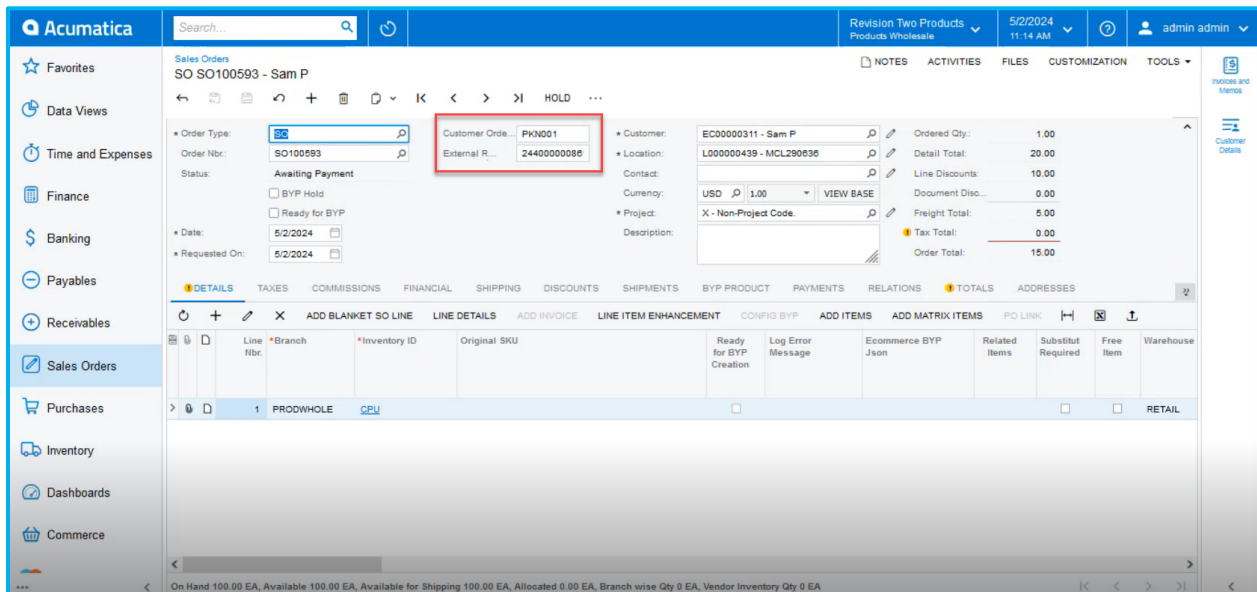 Acumatica
Search...
Revision Two Products
Products Wholesale
5/2/2024
11:14 AM
admin admin
Favorites
Data Views
Time and Expenses
Finance
Banking
Payables
Receivables
Sales Orders
Purchases
Inventory
Dashboards
Commerce
Sales Orders
SO SO100593 - Sam P
NOTES ACTIVITIES FILES CUSTOMIZATION TOOLS
HOLD
Invoices and Memos
Customer Details
* Order Type: SO
Order Nbr.: SO100593
Status: Awaiting Payment
BYP Hold
Ready for BYP
* Date: 5/2/2024
* Requested On: 5/2/2024
Customer Orde... PKN001
External R... 24400000086
* Customer: EC00000311 - Sam P
* Location: L000000439 - MCL290636
Contact:
Currency: USD 1.00 VIEW BASE
* Project: X - Non-Project Code.
Description:
Ordered Qty.: 1.00
Detail Total: 20.00
Line Discounts: 10.00
Document Disc... 0.00
Freight Total: 5.00
Tax Total: 0.00
Order Total: 15.00
DETAILS TAXES COMMISSIONS FINANCIAL SHIPPING DISCOUNTS SHIPMENTS BYP PRODUCT PAYMENTS RELATIONS TOTALS ADDRESSES
ADD BLANKET SO LINE LINE DETAILS ADD INVOICE LINE ITEM ENHANCEMENT CONFIG BYP ADD ITEMS ADD MATRIX ITEMS PO LINK
Line Nbr. *Branch *Inventory ID Original SKU Ready for BYP Creation Log Error Message Ecommerce BYP Json Related Items Substitut Required Free Item Warehouse
1 PRODWHOLE CPU RETAIL
On Hand 100.00 EA, Available 100.00 EA, Available for Shipping 100.00 EA, Allocated 0.00 EA, Branch wise Qty 0 EA, Vendor Inventory Qty 0 EA